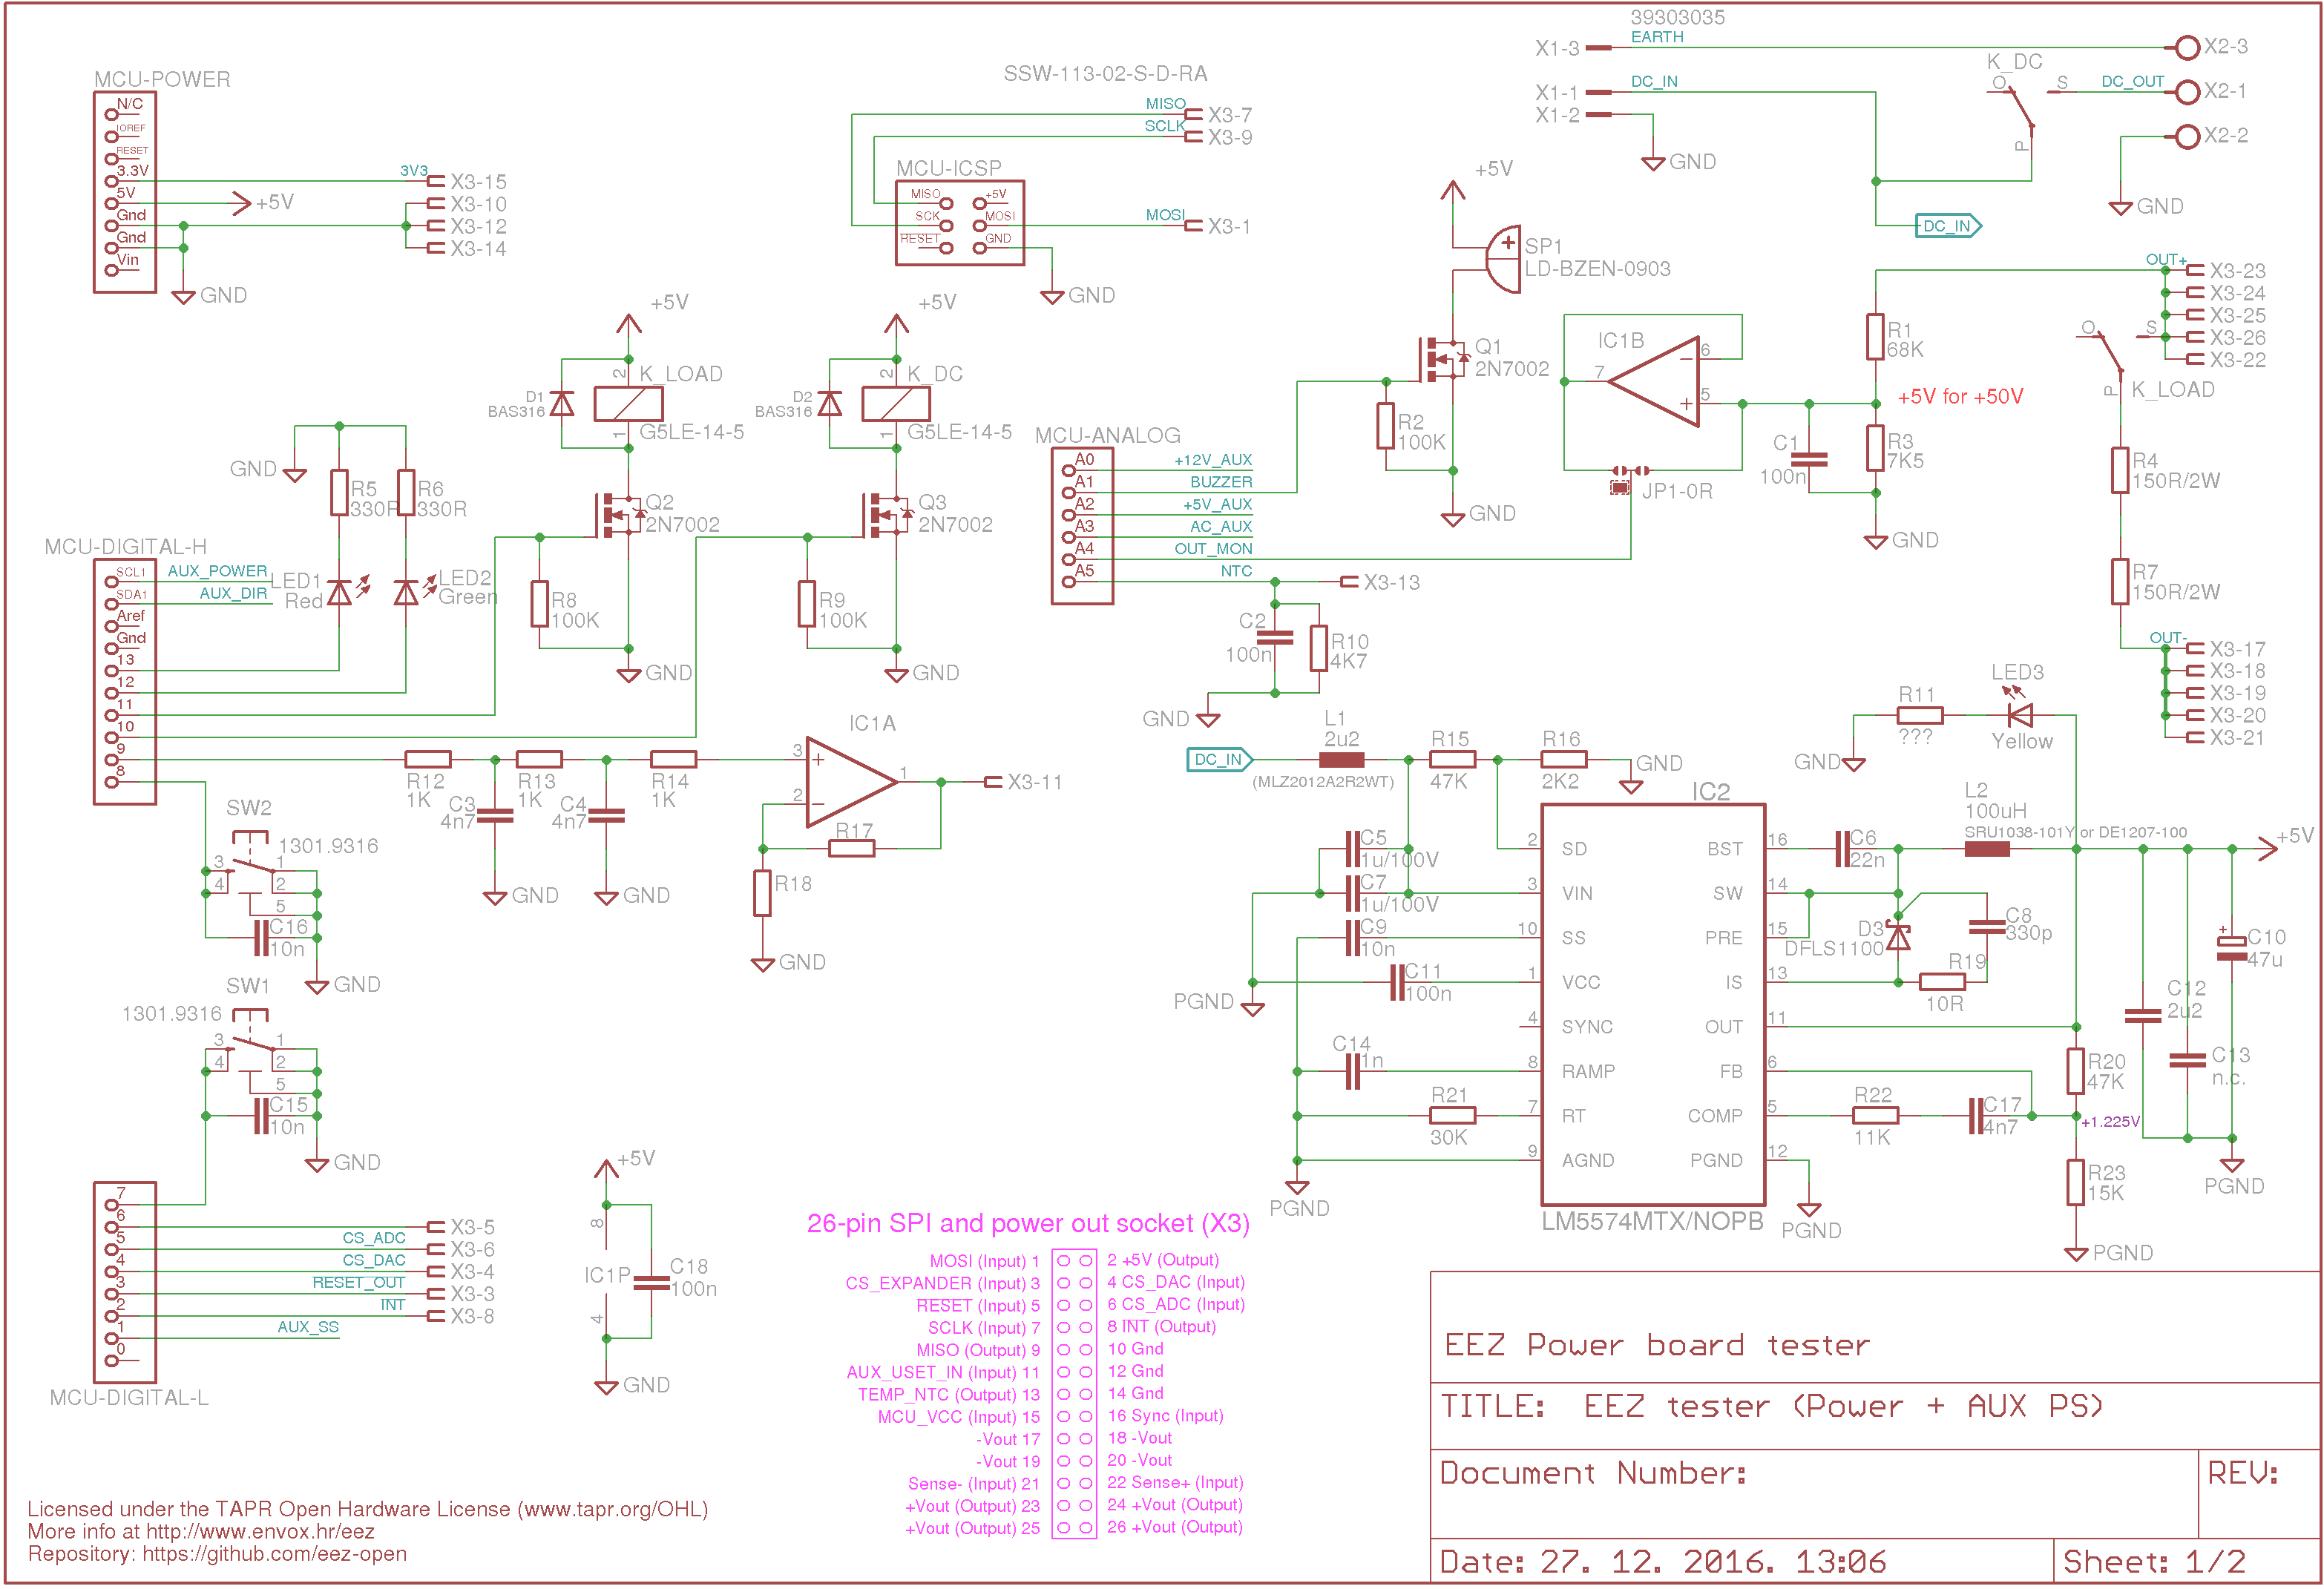 MCU-POWER
N/C
IOREF
RESET
3.3V
5V
Gnd
Gnd
Vin
3V3
X3-15
X3-10
X3-12
X3-14
+5V
GND
SSW-113-02-S-D-RA
MISO
X3-7
SCLK
X3-9
MCU-ICSP
MISO
+5V
SCK
MOSI
RESET
GND
MOSI
X3-1
GND
39303035
X1-3
EARTH
X2-3
K_DC
X1-1
DC_IN
O
S
DC_OUT
X2-1
X1-2
P
X2-2
GND
GND
DC_IN
+5V
SP1
LD-BZEN-0903
OUT+
X3-23
X3-24
X3-25
X3-26
X3-22
O
S
P
K_LOAD
Q1
2N7002
IC1B
6
7
5
R1
68K
+5V for +50V
R2
100K
C1
100n
R3
7K5
JP1-0R
GND
GND
R4
150R/2W
R7
150R/2W
OUT-
X3-17
X3-18
X3-19
X3-20
X3-21
+5V
+5V
2
K_LOAD
D1
BAS316
1
G5LE-14-5
2
K_DC
D2
BAS316
1
G5LE-14-5
GND
R5
330R
R6
330R
Q2
2N7002
Q3
2N7002
MCU-ANALOG
A0
+12V_AUX
A1
BUZZER
A2
+5V_AUX
A3
AC_AUX
A4
OUT_MON
A5
NTC
X3-13
C2
100n
R10
4K7
GND
MCU-DIGITAL-H
SCL1
AUX_POWER
SDA1
AUX_DIR
Aref
Gnd
13
12
11
10
9
8
LED1
Red
LED2
Green
R8
100K
R9
100K
GND
GND
R12
1K
R13
1K
R14
1K
C3
4n7
C4
4n7
GND
GND
IC1A
3
2
1
X3-11
R17
R18
GND
SW2
1301.9316
3
1
4
2
5
C16
10n
GND
SW1
1301.9316
3
1
4
2
5
C15
10n
GND
DC_IN
L1
2u2
(MLZ2012A2R2WT)
R15
47K
R16
2K2
GND
R11
???
LED3
Yellow
GND
IC2
L2
100uH
SRU1038-101Y or DE1207-100
+5V
C5
1u/100V
C7
1u/100V
C9
10n
C11
100n
PGND
C14
1n
R21
30K
PGND
2
SD
3
VIN
10
SS
1
VCC
4
SYNC
8
RAMP
7
RT
9
AGND
BST
16
SW
14
PRE
15
IS
13
OUT
11
FB
6
COMP
5
PGND
12
LM5574MTX/NOPB
PGND
C6
22n
D3
DFLS1100
C8
330p
R19
10R
C10
47u
+
C12
2u2
C13
n.c.
PGND
R20
47K
R22
11K
C17
4n7
+1.225V
R23
15K
PGND
7
6
5
4
3
2
1
0
X3-5
CS_ADC
X3-6
CS_DAC
X3-4
RESET_OUT
X3-3
INT
X3-8
AUX_SS
MCU-DIGITAL-L
+5V
8
IC1P
4
C18
100n
GND
26-pin SPI and power out socket (X3)
MOSI (Input) 1
2 +5V (Output)
CS_EXPANDER (Input) 3
4 CS_DAC (Input)
RESET (Input) 5
6 CS_ADC (Input)
SCLK (Input) 7
8 INT (Output)
MISO (Output) 9
10 Gnd
AUX_USET_IN (Input) 11
12 Gnd
TEMP_NTC (Output) 13
14 Gnd
MCU_VCC (Input) 15
16 Sync (Input)
-Vout 17
18 -Vout
-Vout 19
20 -Vout
Sense- (Input) 21
22 Sense+ (Input)
+Vout (Output) 23
24 +Vout (Output)
+Vout (Output) 25
26 +Vout (Output)
Licensed under the TAPR Open Hardware License (www.tapr.org/OHL)
More info at http://www.envox.hr/eez
Repository: https://github.com/eez-open
EEZ Power board tester
TITLE: EEZ tester (Power + AUX PS)
Document Number:
REV:
Date: 27. 12. 2016. 13:06
Sheet: 1/2